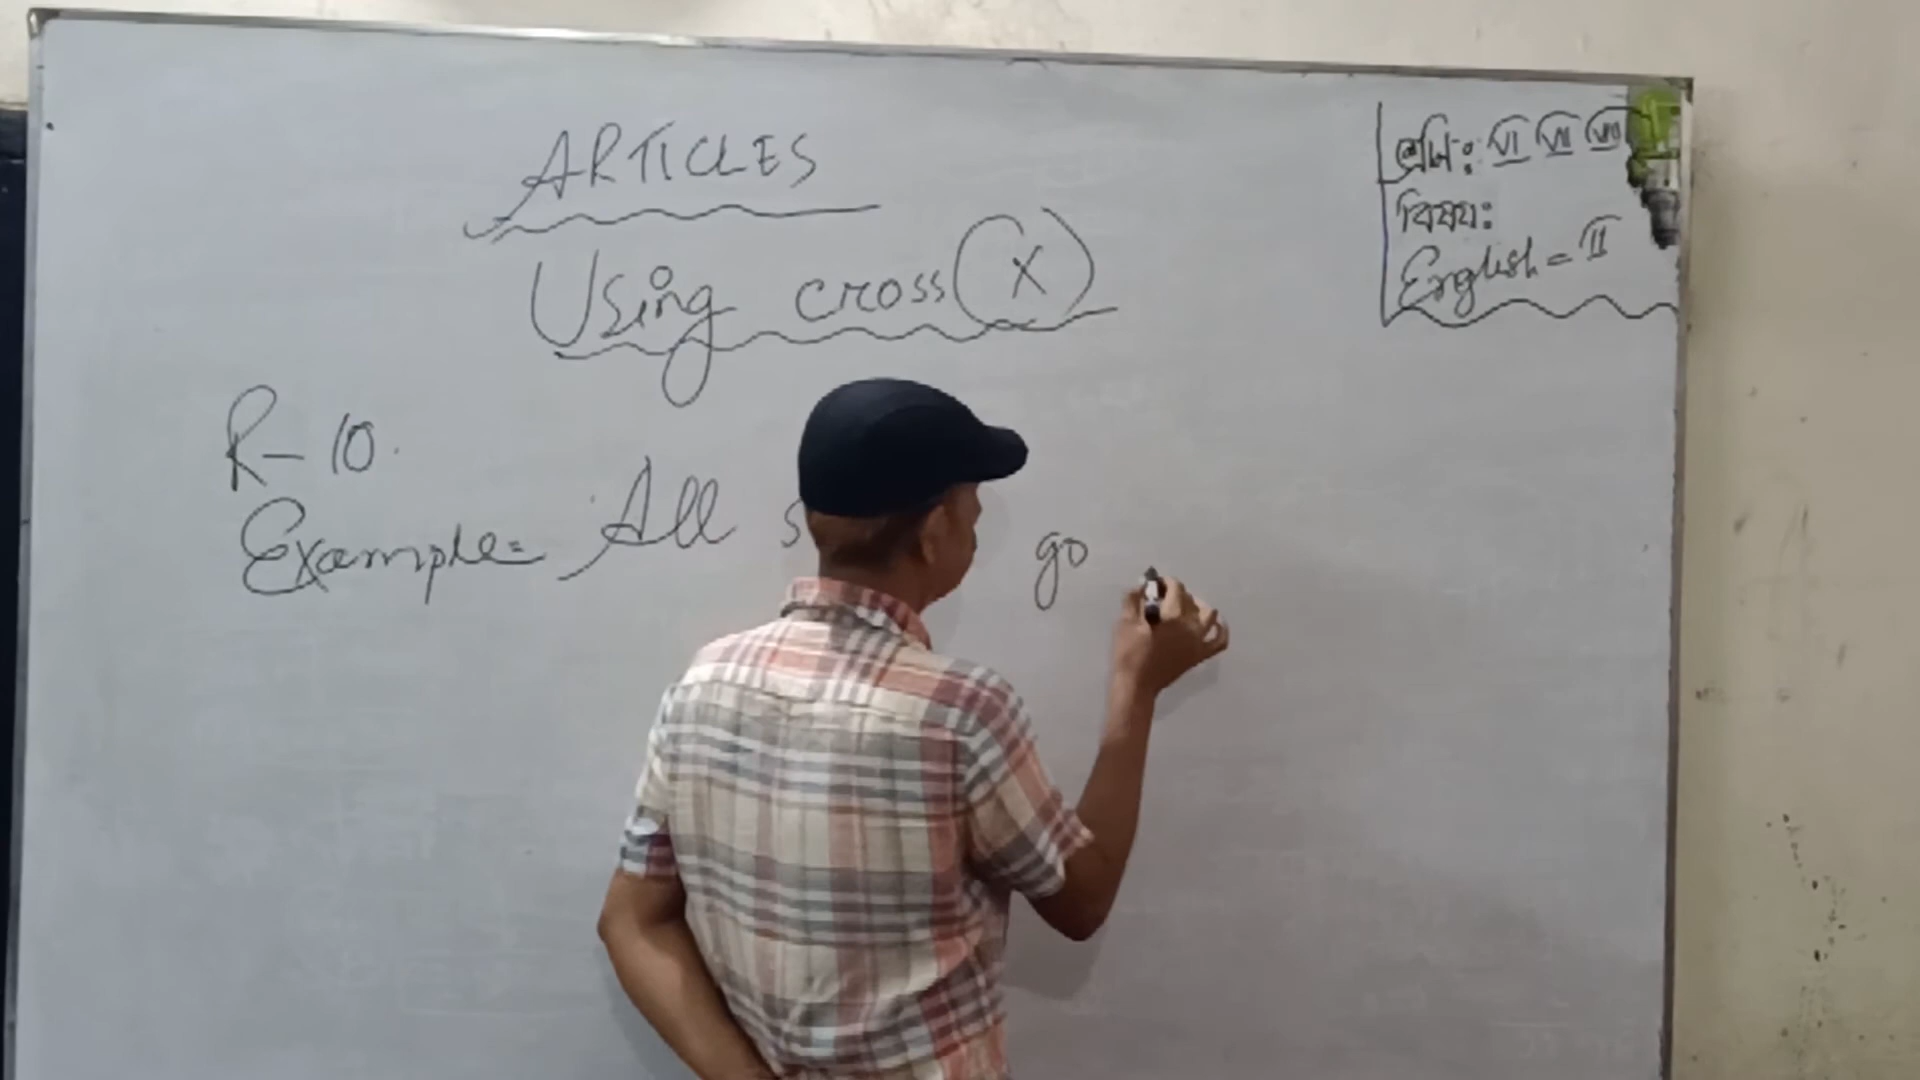 ARTICLES
Using cross (X)
শ্রেণি: VI VII VIII
বিষয়:
English = II
R-10.
Example= All go